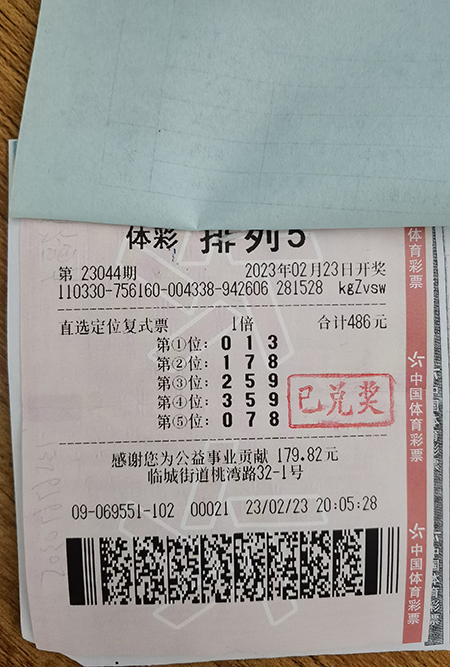 体彩 排列5
第 23044期 2023年02月23日开奖
110330-756160-004338-942606 281528 kgZvsw
直选定位复式票 1倍 合计486元
第①位: 0 1 3
第②位: 1 7 8
第③位: 2 5 9
第④位: 3 5 9
第⑤位: 0 7 8
已兑奖
感谢您为公益事业贡献 179.82元
临城街道桃湾路32-1号
09-069551-102 00021 23/02/23 20:05:28
体育彩票
中国体育彩票
中国体育彩票